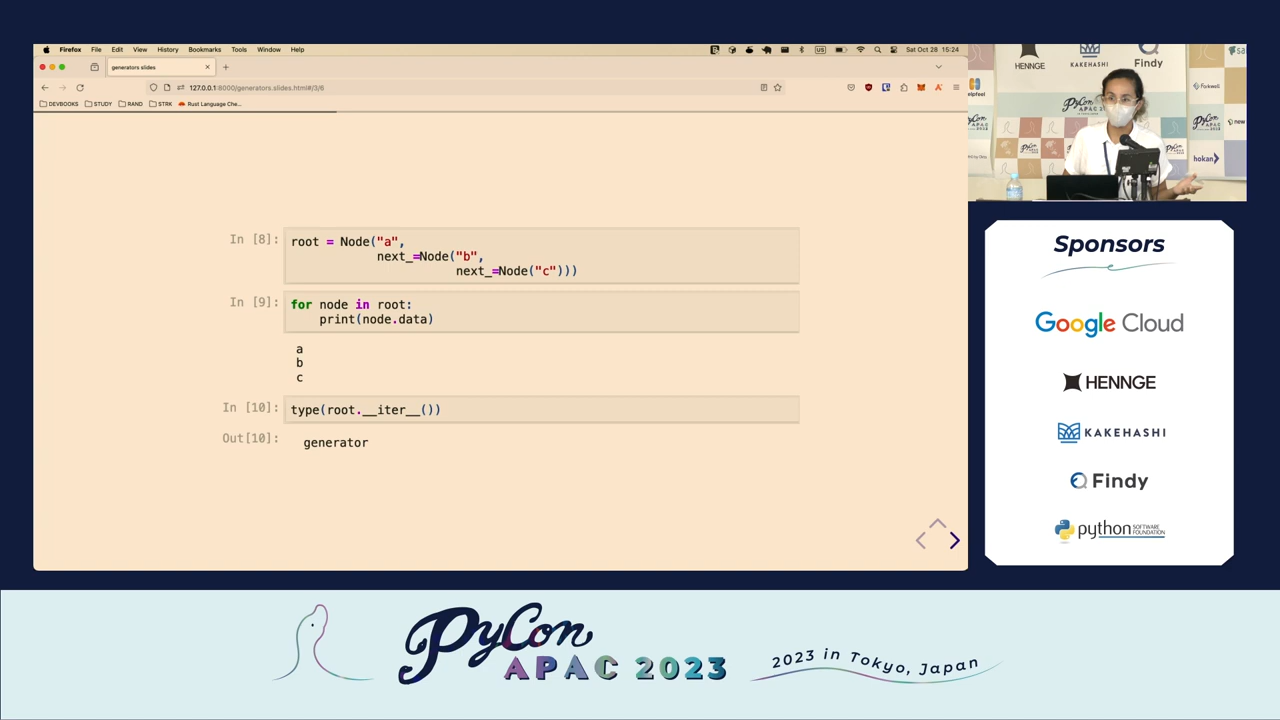 Firefox File Edit View History Bookmarks Tools Window Help
US
Sat Oct 28 15:24
generators slides
127.0.0.1:8000/generators.slides.html#/3/6
DEVBOOKS STUDY RAND STRK Rust Language Che...
In [8]: root = Node("a",
next_=Node("b",
next_=Node("c")))
In [9]: for node in root:
print(node.data)
a
b
c
In [10]: type(root.__iter__())
Out[10]: generator
HENNGE
KAKEHASHI
Findy
PyCon
APAC
hokan
Sponsors
Google Cloud
HENNGE
KAKEHASHI
Findy
python SOFTWARE FOUNDATION
PyCon
APAC 2023
2023 in Tokyo, Japan